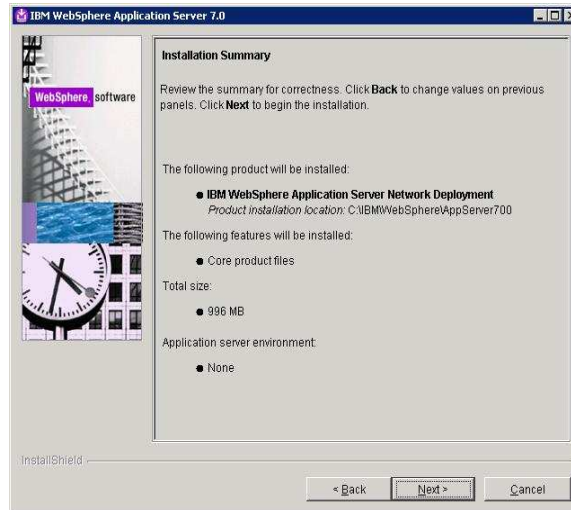 IBM WebSphere Application Server 7.0
WebSphere. software
Installation Summary
Review the summary for correctness. Click Back to change values on previous
panels. Click Next to begin the installation.
The following product will be installed:
● IBM WebSphere Application Server Network Deployment
Product installation location: C:\IBM\WebSphere\AppServer700
The following features will be installed:
● Core product files
Total size:
● 996 MB
Application server environment:
● None
InstallShield
< Back
Next >
Cancel